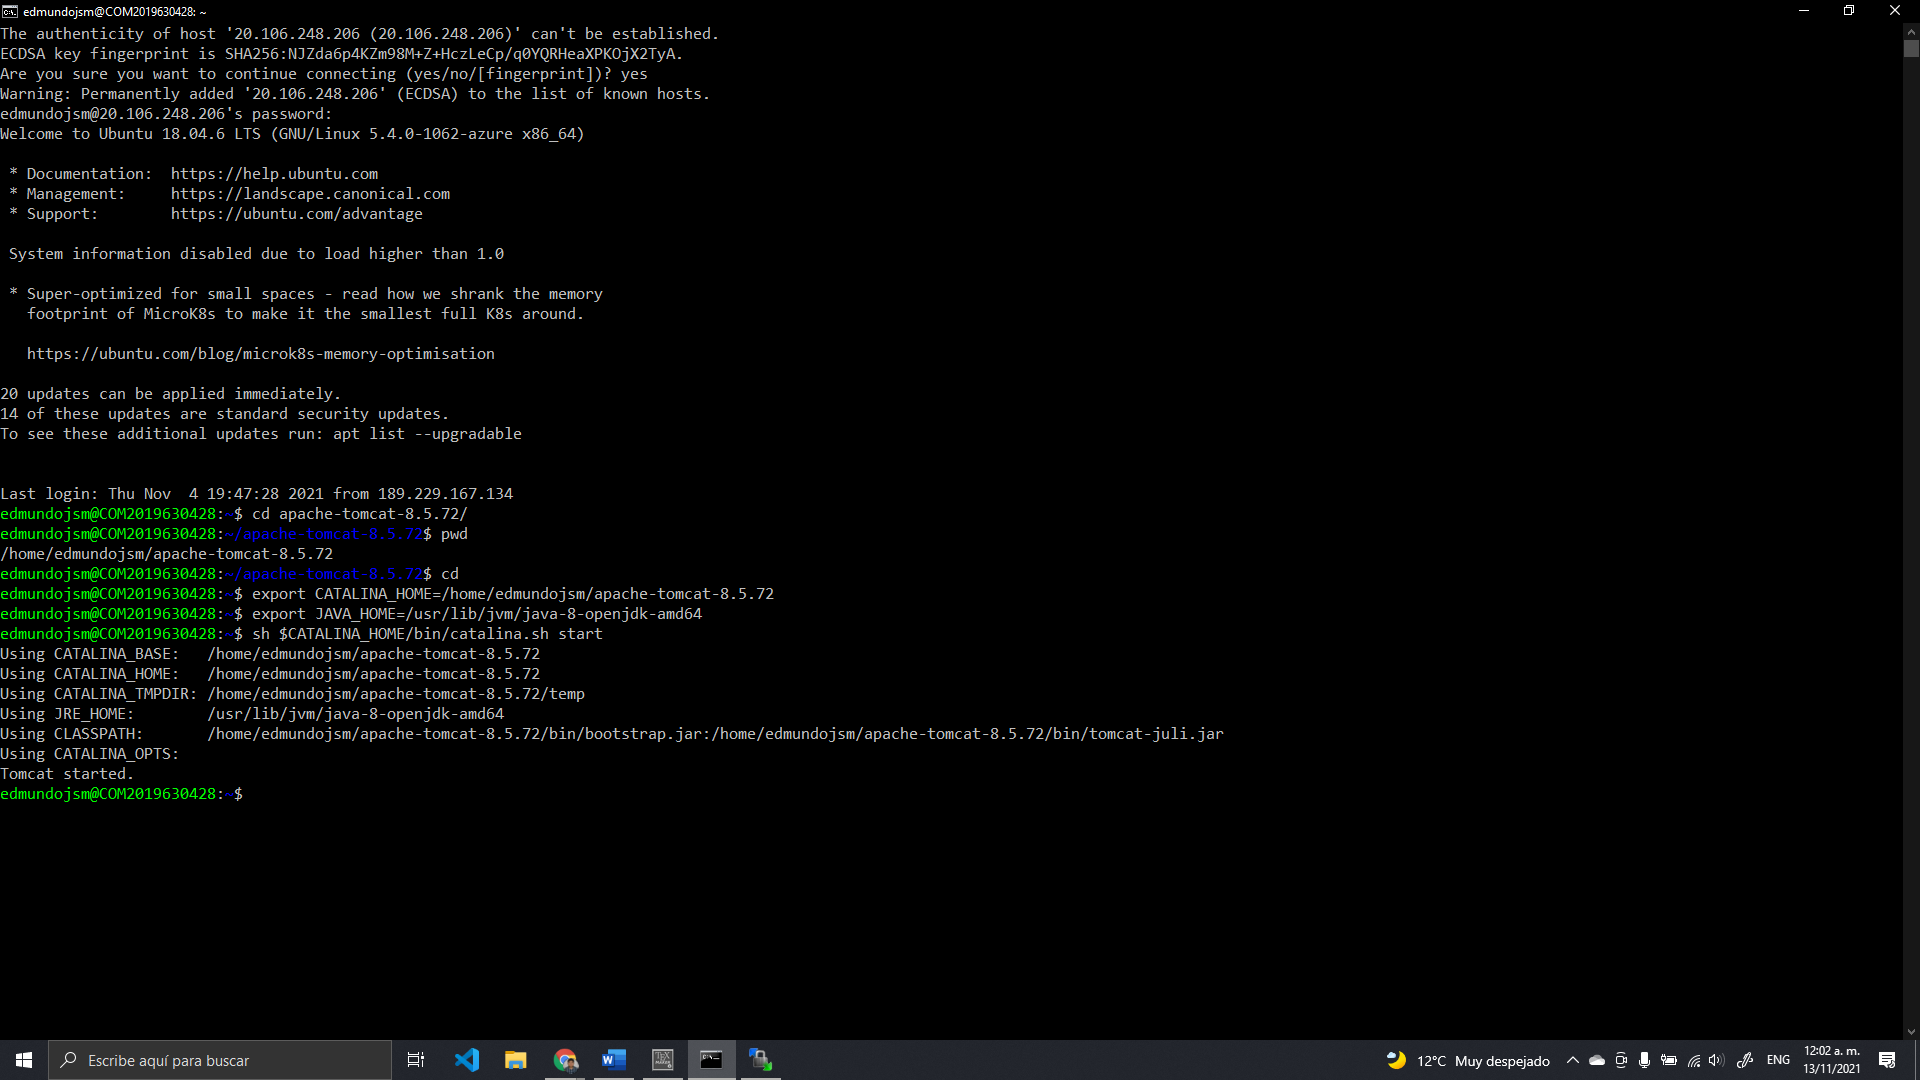 edmundojsm@COM2019630428: ~
The authenticity of host '20.106.248.206 (20.106.248.206)' can't be established.
ECDSA key fingerprint is SHA256:NJZda6p4KZm98M+Z+HczLeCp/q0YQRHeaXPKOjX2TyA.
Are you sure you want to continue connecting (yes/no/[fingerprint])? yes
Warning: Permanently added '20.106.248.206' (ECDSA) to the list of known hosts.
edmundojsm@20.106.248.206's password:
Welcome to Ubuntu 18.04.6 LTS (GNU/Linux 5.4.0-1062-azure x86_64)
* Documentation:  https://help.ubuntu.com
* Management:     https://landscape.canonical.com
* Support:        https://ubuntu.com/advantage
System information disabled due to load higher than 1.0
* Super-optimized for small spaces - read how we shrank the memory
footprint of MicroK8s to make it the smallest full K8s around.
https://ubuntu.com/blog/microk8s-memory-optimisation
20 updates can be applied immediately.
14 of these updates are standard security updates.
To see these additional updates run: apt list --upgradable
Last login: Thu Nov  4 19:47:28 2021 from 189.229.167.134
edmundojsm@COM2019630428:~$ cd apache-tomcat-8.5.72/
edmundojsm@COM2019630428:~/apache-tomcat-8.5.72$ pwd
/home/edmundojsm/apache-tomcat-8.5.72
edmundojsm@COM2019630428:~/apache-tomcat-8.5.72$ cd
edmundojsm@COM2019630428:~$ export CATALINA_HOME=/home/edmundojsm/apache-tomcat-8.5.72
edmundojsm@COM2019630428:~$ export JAVA_HOME=/usr/lib/jvm/java-8-openjdk-amd64
edmundojsm@COM2019630428:~$ sh $CATALINA_HOME/bin/catalina.sh start
Using CATALINA_BASE:   /home/edmundojsm/apache-tomcat-8.5.72
Using CATALINA_HOME:   /home/edmundojsm/apache-tomcat-8.5.72
Using CATALINA_TMPDIR: /home/edmundojsm/apache-tomcat-8.5.72/temp
Using JRE_HOME:        /usr/lib/jvm/java-8-openjdk-amd64
Using CLASSPATH:       /home/edmundojsm/apache-tomcat-8.5.72/bin/bootstrap.jar:/home/edmundojsm/apache-tomcat-8.5.72/bin/tomcat-juli.jar
Using CATALINA_OPTS:
Tomcat started.
edmundojsm@COM2019630428:~$
Escribe aquí para buscar
12°C Muy despejado
ENG
12:02 a. m.
13/11/2021